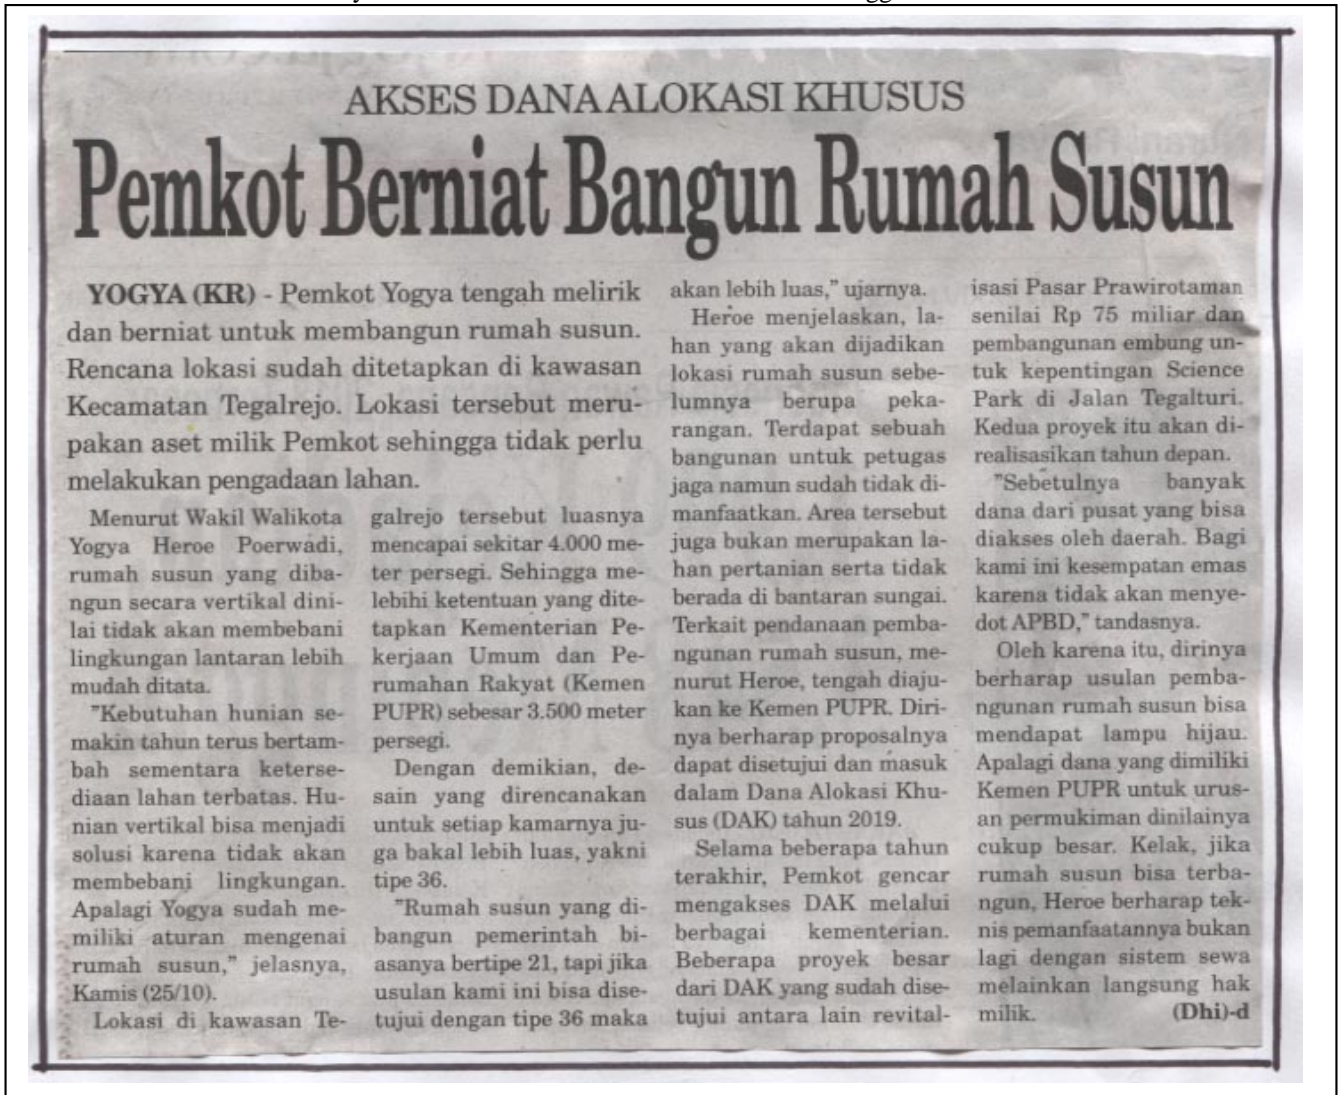 AKSES DANA ALOKASI KHUSUS
Pemkot Berniat Bangun Rumah Susun
YOGYA (KR) - Pemkot Yogya tengah melirik
dan berniat untuk membangun rumah susun.
Rencana lokasi sudah ditetapkan di kawasan
Kecamatan Tegalrejo. Lokasi tersebut meru-
pakan aset milik Pemkot sehingga tidak perlu
melakukan pengadaan lahan.
Menurut Wakil Walikota
Yogya Heroe Poerwadi,
rumah susun yang diba-
ngun secara vertikal dini-
lai tidak akan membebani
lingkungan lantaran lebih
mudah ditata.
"Kebutuhan hunian se-
makin tahun terus bertam-
bah sementara keterse-
diaan lahan terbatas. Hu-
nian vertikal bisa menjadi
solusi karena tidak akan
membebani lingkungan.
Apalagi Yogya sudah me-
miliki aturan mengenai
rumah susun," jelasnya,
Kamis (25/10).
Lokasi di kawasan Te-
galrejo tersebut luasnya
mencapai sekitar 4.000 me-
ter persegi. Sehingga me-
lebihi ketentuan yang dite-
tapkan Kementerian Pe-
kerjaan Umum dan Pe-
rumahan Rakyat (Kemen
PUPR) sebesar 3.500 meter
persegi.
Dengan demikian, de-
sain yang direncanakan
untuk setiap kamarnya ju-
ga bakal lebih luas, yakni
tipe 36.
"Rumah susun yang di-
bangun pemerintah bi-
asanya bertipe 21, tapi jika
usulan kami ini bisa dise-
tujui dengan tipe 36 maka
akan lebih luas," ujarnya.
Heroe menjelaskan, la-
han yang akan dijadikan
lokasi rumah susun sebe-
lumnya berupa peka-
rangan. Terdapat sebuah
bangunan untuk petugas
jaga namun sudah tidak di-
manfaatkan. Area tersebut
juga bukan merupakan la-
han pertanian serta tidak
berada di bantaran sungai.
Terkait pendanaan pemba-
ngunan rumah susun, me-
nurut Heroe, tengah diaju-
kan ke Kemen PUPR. Diri-
nya berharap proposalnya
dapat disetujui dan masuk
dalam Dana Alokasi Khu-
sus (DAK) tahun 2019.
Selama beberapa tahun
terakhir, Pemkot gencar
mengakses DAK melalui
berbagai kementerian.
Beberapa proyek besar
dari DAK yang sudah dise-
tujui antara lain revital-
isasi Pasar Prawirotaman
senilai Rp 75 miliar dan
pembangunan embung un-
tuk kepentingan Science
Park di Jalan Tegalturi.
Kedua proyek itu akan di-
realisasikan tahun depan.
"Sebetulnya banyak
dana dari pusat yang bisa
diakses oleh daerah. Bagi
kami ini kesempatan emas
karena tidak akan menye-
dot APBD," tandasnya.
Oleh karena itu, dirinya
berharap usulan pemba-
ngunan rumah susun bisa
mendapat lampu hijau.
Apalagi dana yang dimiliki
Kemen PUPR untuk urus-
an permukiman dinilainya
cukup besar. Kelak, jika
rumah susun bisa terba-
ngun, Heroe berharap tek-
nis pemanfaatannya bukan
lagi dengan sistem sewa
melainkan langsung hak
milik. (Dhi)-d